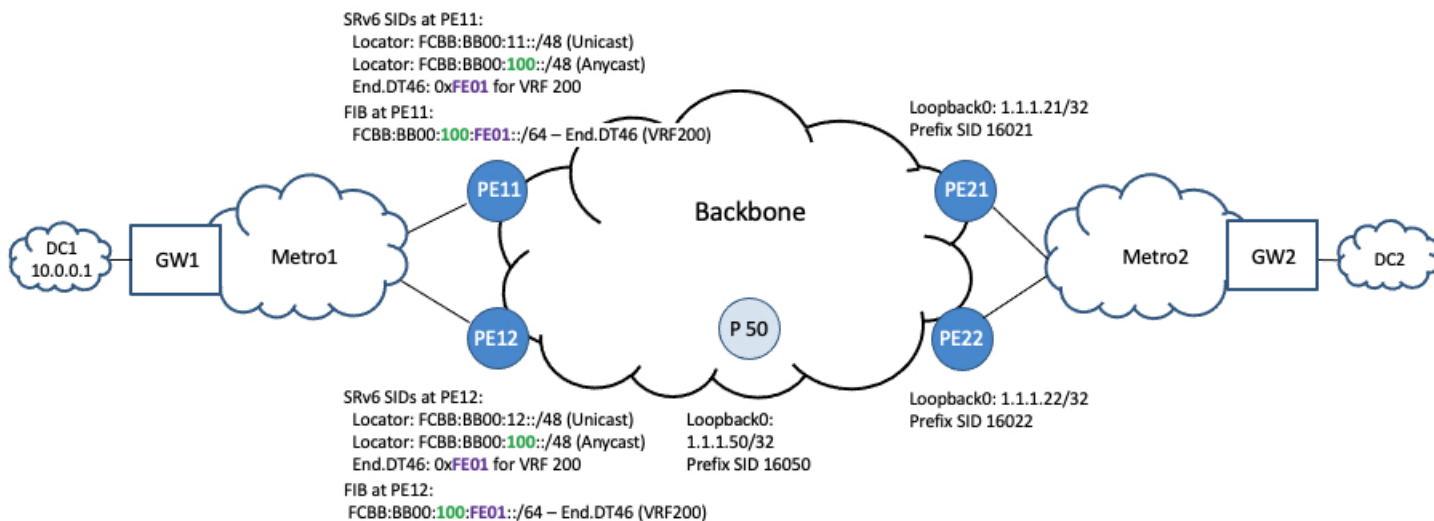 SRv6 SIDs at PE11:
Locator: FCBB:BB00:11::/48 (Unicast)
Locator: FCBB:BB00:100::/48 (Anycast)
End.DT46: 0xFE01 for VRF 200
FIB at PE11:
FCBB:BB00:100:FE01::/64 – End.DT46 (VRF200)
Loopback0: 1.1.1.21/32
Prefix SID 16021
PE11
PE21
Backbone
DC1
10.0.0.1
GW1
Metro1
Metro2
GW2
DC2
PE12
P 50
PE22
SRv6 SIDs at PE12:
Locator: FCBB:BB00:12::/48 (Unicast)
Locator: FCBB:BB00:100::/48 (Anycast)
End.DT46: 0xFE01 for VRF 200
FIB at PE12:
FCBB:BB00:100:FE01::/64 – End.DT46 (VRF200)
Loopback0:
1.1.1.50/32
Prefix SID 16050
Loopback0: 1.1.1.22/32
Prefix SID 16022